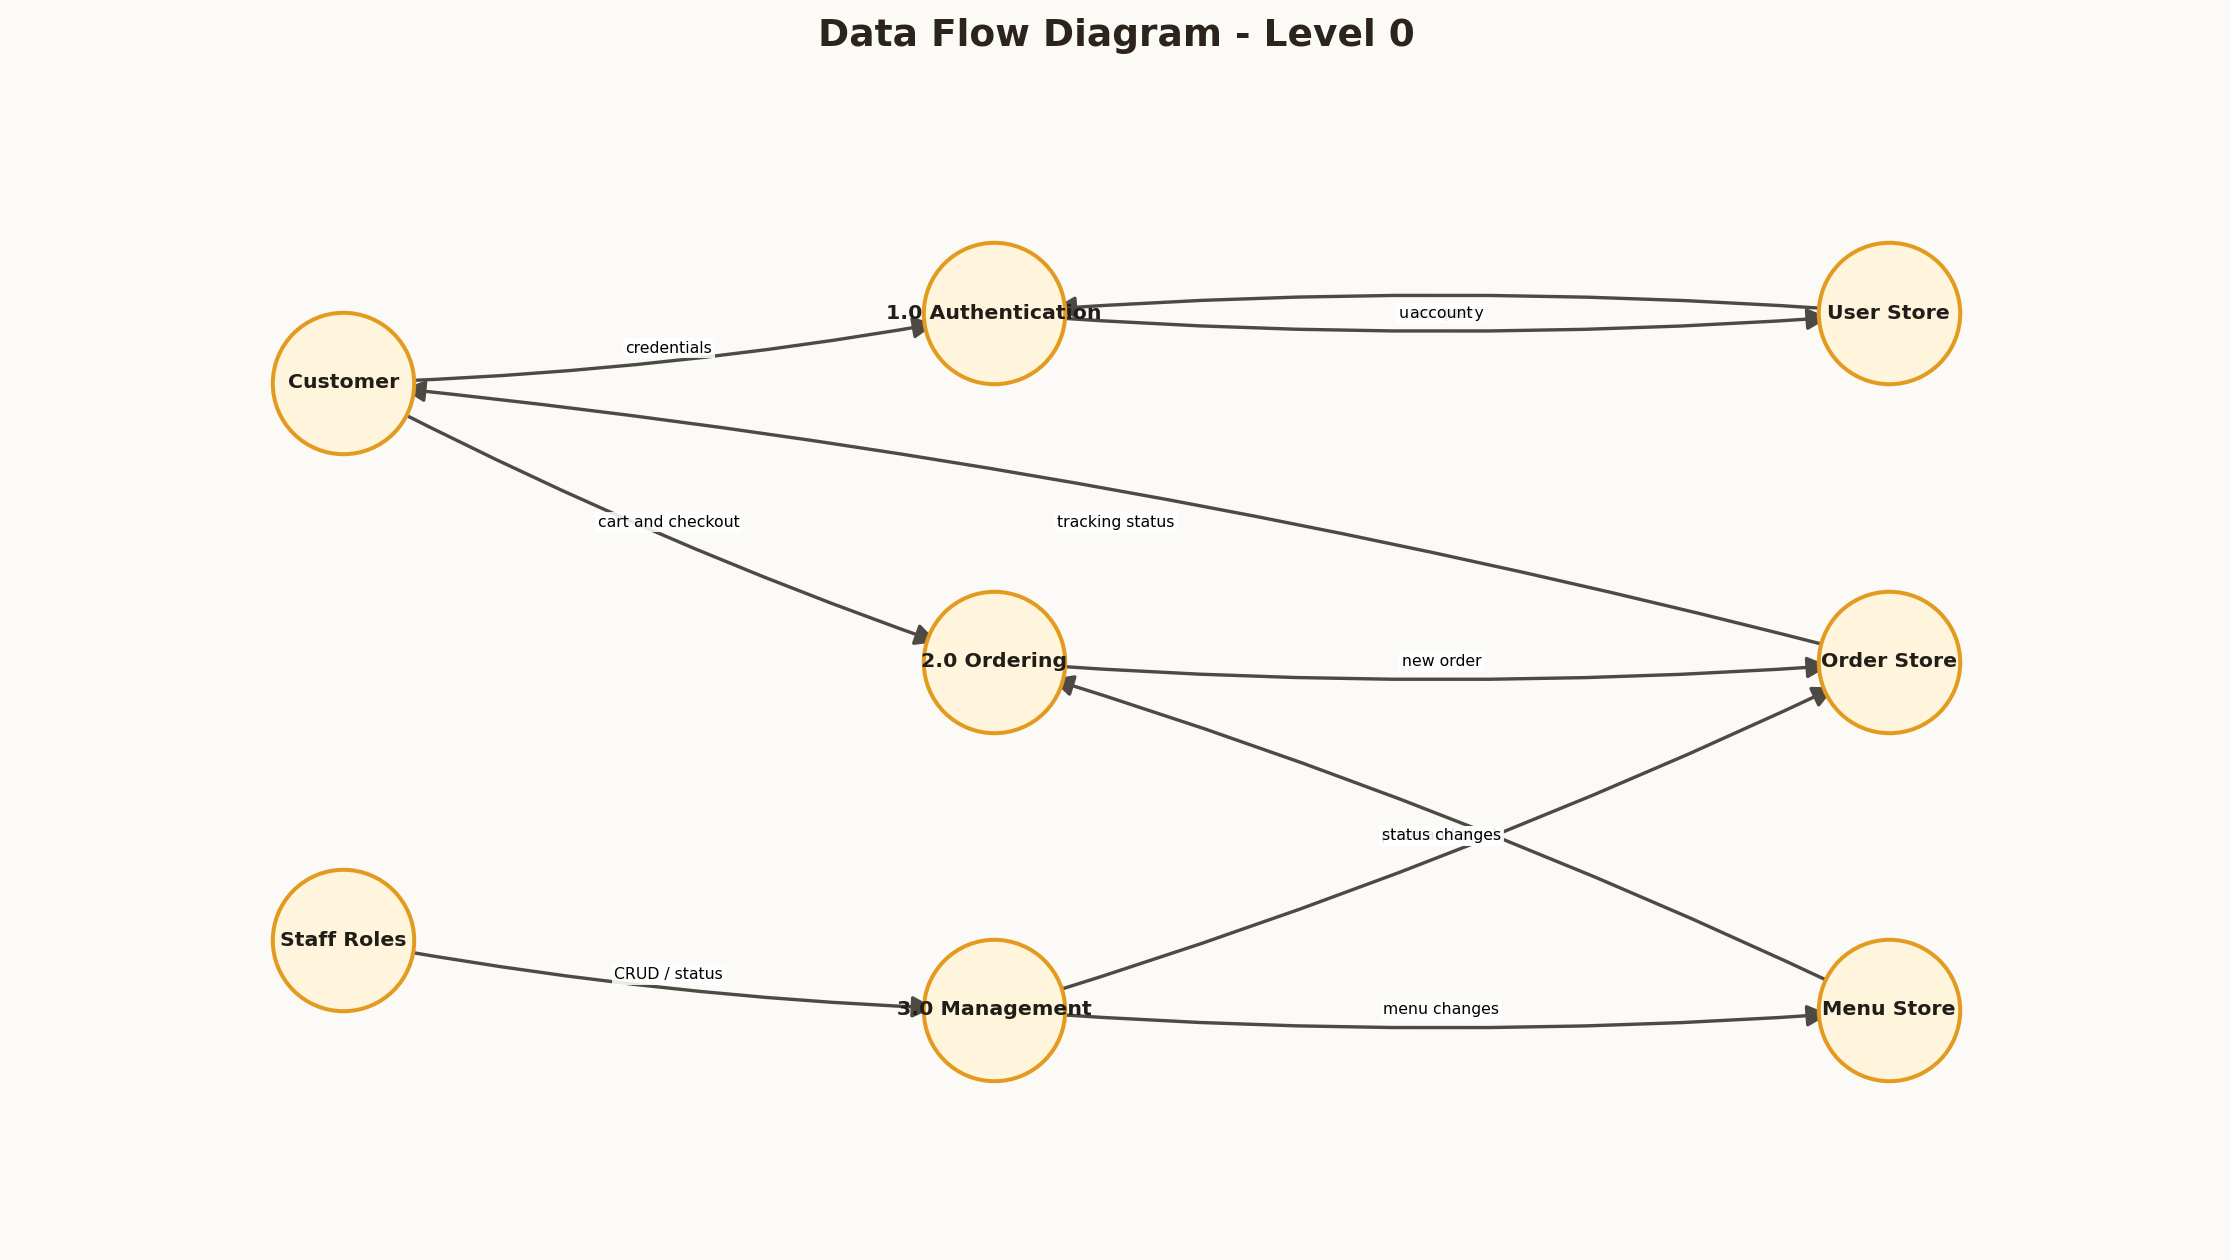 Data Flow Diagram - Level 0
1.0 Authentication
User Store
account
credentials
Customer
cart and checkout
tracking status
2.0 Ordering
new order
Order Store
status changes
Staff Roles
CRUD / status
3.0 Management
menu changes
Menu Store